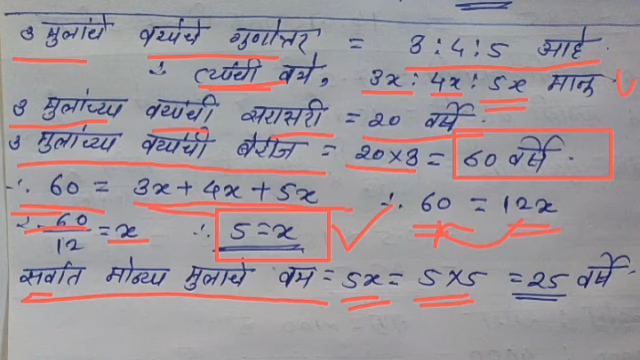 3 मुलांचे वयांचे गुणोत्तर = 3:4:5 आहे.
∴ त्यांची वये, 3x : 4x : 5x मानू
3 मुलांच्या वयांची सरासरी = 20 वर्षे.
3 मुलांच्या वयांची बेरीज = 20×3 = 60 वर्षे.
∴ 60 = 3x + 4x + 5x ∴ 60 = 12x
∴ 60/12 = x ∴ 5 = x
सर्वात मोठ्या मुलाचे वय = 5x = 5×5 = 25 वर्षे